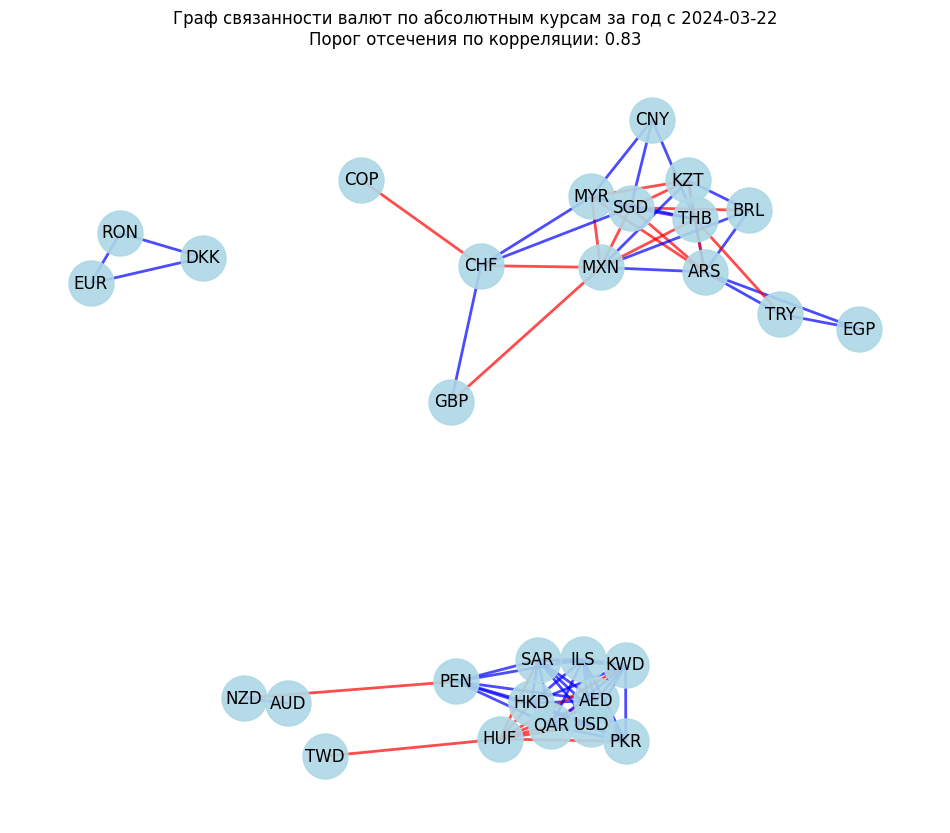 Граф связанности валют по абсолютным курсам за год с 2024-03-22
Порог отсечения по корреляции: 0.83
CNY
COP
KZT
MYR
SGD
BRL
THB
RON
DKK
EUR
CHF
MXN
ARS
TRY
EGP
GBP
SAR
ILS
KWD
PEN
NZD
AUD
HKD
AED
QAR
USD
HUF
PKR
TWD